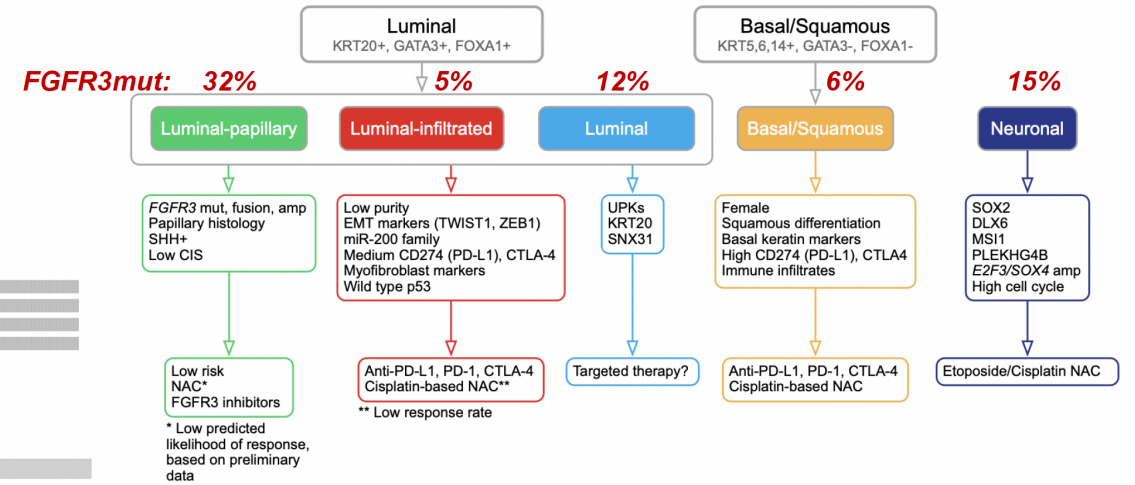 Luminal
KRT20+, GATA3+, FOXA1+
Basal/Squamous
KRT5,6,14+, GATA3-, FOXA1-
FGFR3mut: 32% 5% 12% 6% 15%
Luminal-papillary
Luminal-infiltrated
Luminal
Basal/Squamous
Neuronal
FGFR3 mut, fusion, amp
Papillary histology
SHH+
Low CIS
Low purity
EMT markers (TWIST1, ZEB1)
miR-200 family
Medium CD274 (PD-L1), CTLA-4
Myofibroblast markers
Wild type p53
UPKs
KRT20
SNX31
Female
Squamous differentiation
Basal keratin markers
High CD274 (PD-L1), CTLA4
Immune infiltrates
SOX2
DLX6
MSI1
PLEKHG4B
E2F3/SOX4 amp
High cell cycle
Low risk
NAC*
FGFR3 inhibitors
* Low predicted
likelihood of response,
based on preliminary
data
Anti-PD-L1, PD-1, CTLA-4
Cisplatin-based NAC**
** Low response rate
Targeted therapy?
Anti-PD-L1, PD-1, CTLA-4
Cisplatin-based NAC
Etoposide/Cisplatin NAC